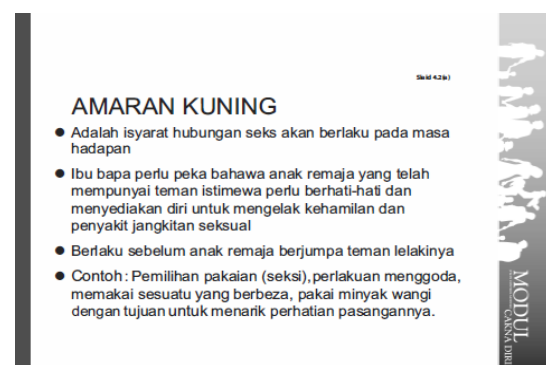 Slaid 4.2(a)
AMARAN KUNING
● Adalah isyarat hubungan seks akan berlaku pada masa
hadapan
● Ibu bapa perlu peka bahawa anak remaja yang telah
mempunyai teman istimewa perlu berhati-hati dan
menyediakan diri untuk mengelak kehamilan dan
penyakit jangkitan seksual
● Berlaku sebelum anak remaja berjumpa teman lelakinya
● Contoh : Pemilihan pakaian (seksi),perlakuan menggoda,
memakai sesuatu yang berbeza, pakai minyak wangi
dengan tujuan untuk menarik perhatian pasangannya.
MODUL
CAKNA DIRI